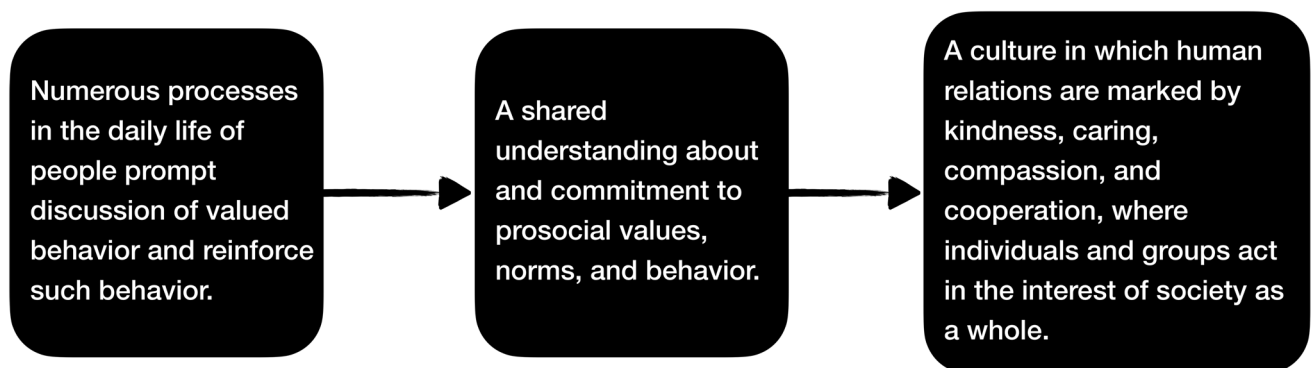 Numerous processes
in the daily life of
people prompt
discussion of valued
behavior and reinforce
such behavior.
A shared
understanding about
and commitment to
prosocial values,
norms, and behavior.
A culture in which human
relations are marked by
kindness, caring,
compassion, and
cooperation, where
individuals and groups act
in the interest of society as
a whole.